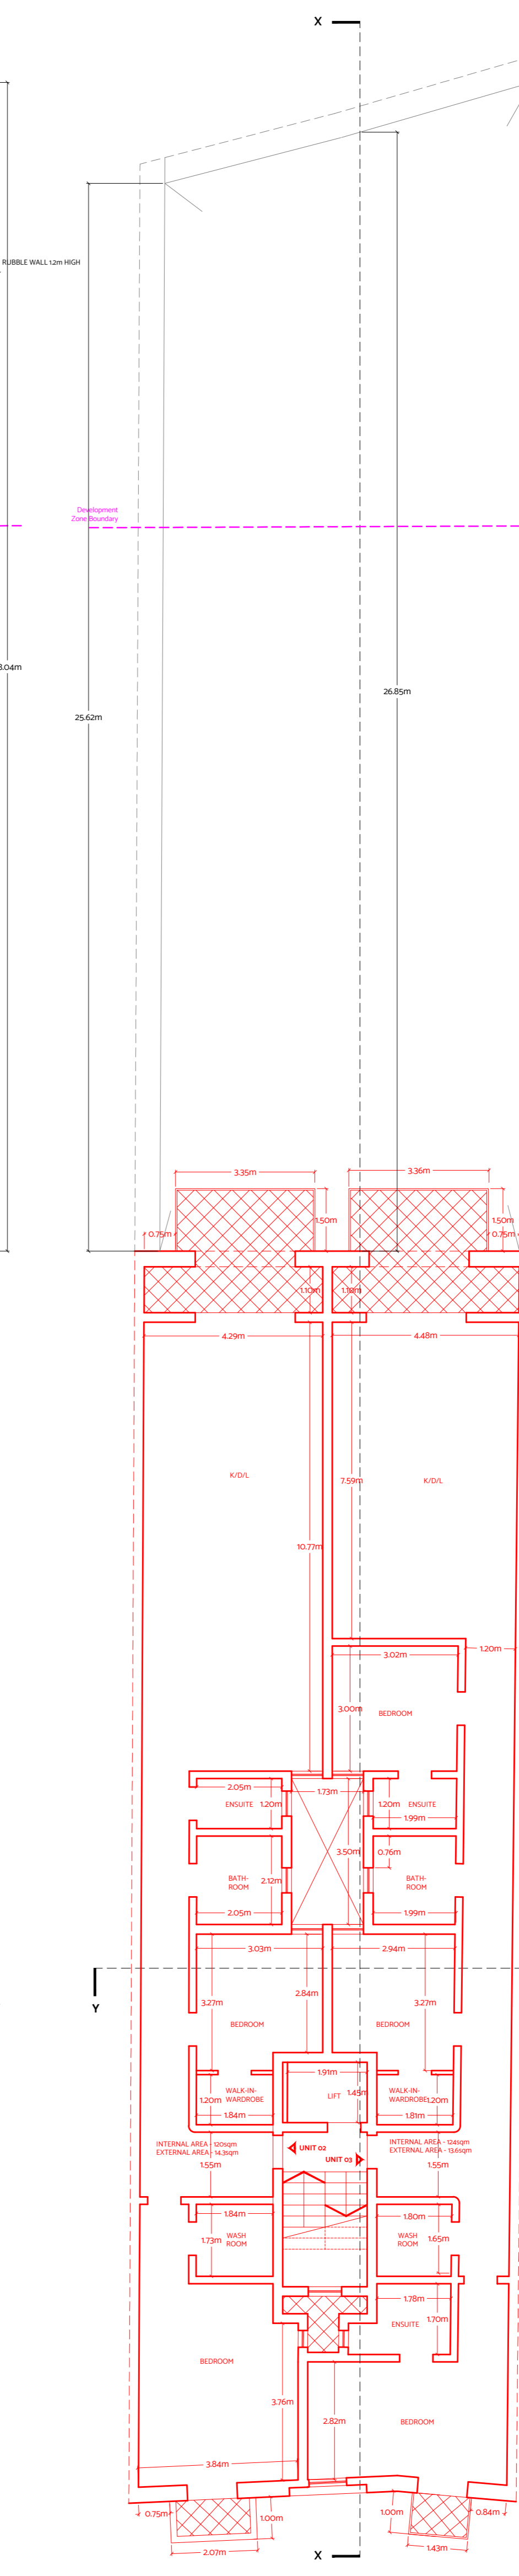 X
RUBBLE WALL 1.2m HIGH
Development
Zone Boundary
26.85m
25.62m
3.35m
3.36m
1.50m
1.50m
0.75m
0.75m
1.10m
1.10m
4.29m
4.48m
K/D/L
K/D/L
7.59m
10.77m
1.20m
3.02m
3.00m
BEDROOM
2.05m
1.73m
ENSUITE
1.20m
1.20m
ENSUITE
1.99m
3.50m
0.76m
BATH-
ROOM
2.12m
BATH-
ROOM
2.05m
1.99m
3.03m
2.94m
Y
3.27m
2.84m
3.27m
BEDROOM
BEDROOM
1.91m
WALK-IN-
WARDROBE
LIFT
1.45m
WALK-IN-
WARDROBE
1.20m
1.20m
1.84m
1.81m
INTERNAL AREA - 120sqm
EXTERNAL AREA - 14.3sqm
UNIT 02
UNIT 03
INTERNAL AREA - 124sqm
EXTERNAL AREA - 13.6sqm
1.55m
1.55m
1.84m
1.80m
1.73m
WASH
ROOM
WASH
ROOM
1.65m
1.78m
ENSUITE
1.70m
BEDROOM
3.76m
2.82m
BEDROOM
3.84m
0.75m
1.00m
1.00m
0.84m
2.07m
1.43m
X